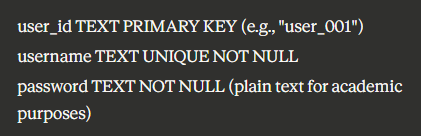 user_id TEXT PRIMARY KEY (e.g., "user_001")
username TEXT UNIQUE NOT NULL
password TEXT NOT NULL (plain text for academic
purposes)